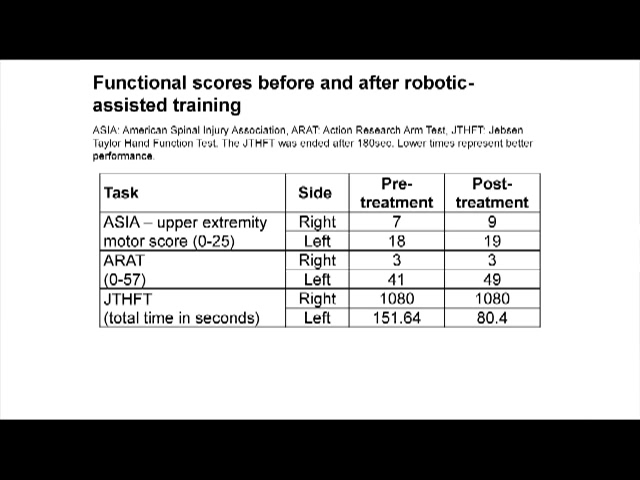 Functional scores before and after robotic-
assisted training
ASIA: American Spinal Injury Association, ARAT: Action Research Arm Test, JTHFT: Jebsen
Taylor Hand Function Test. The JTHFT was ended after 180sec. Lower times represent better
performance.
Task Side Pre-treatment Post-treatment
ASIA – upper extremity Right 7 9
motor score (0-25) Left 18 19
ARAT Right 3 3
(0-57) Left 41 49
JTHFT Right 1080 1080
(total time in seconds) Left 151.64 80.4